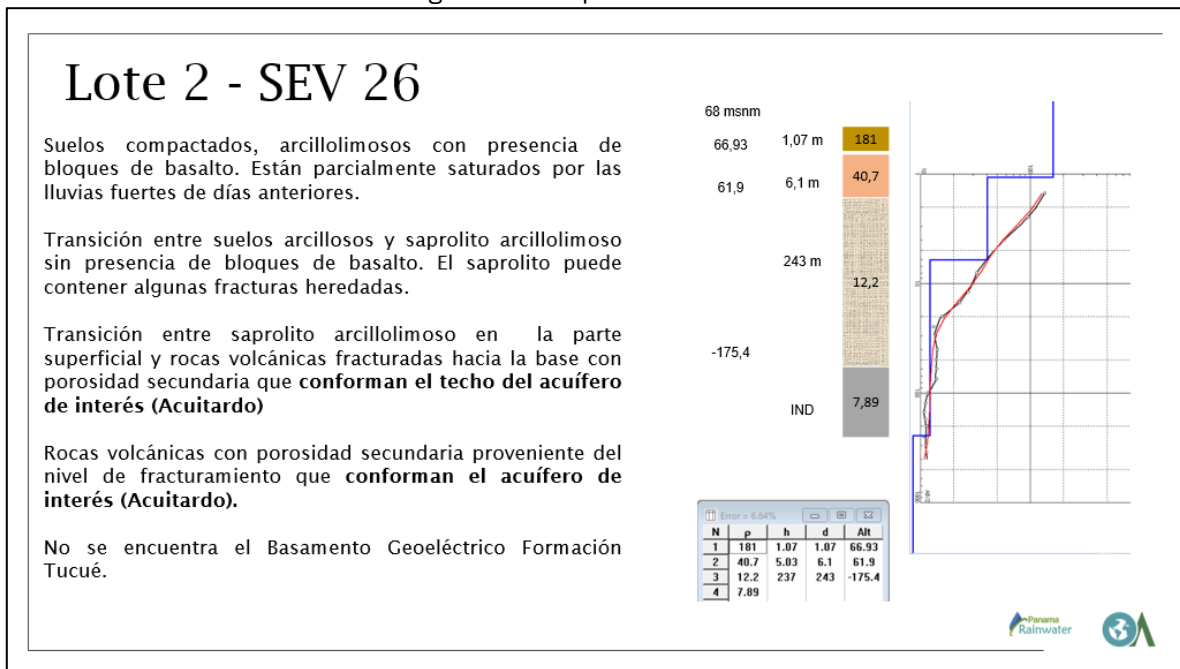 Lote 2 - SEV 26
Suelos compactados, arcillolimosos con presencia de
bloques de basalto. Están parcialmente saturados por las
lluvias fuertes de días anteriores.
Transición entre suelos arcillosos y saprolito arcillolimoso
sin presencia de bloques de basalto. El saprolito puede
contener algunas fracturas heredadas.
Transición entre saprolito arcillolimoso en la parte
superficial y rocas volcánicas fracturadas hacia la base con
porosidad secundaria que conforman el techo del acuífero
de interés (Acuitardo)
Rocas volcánicas con porosidad secundaria proveniente del
nivel de fracturamiento que conforman el acuífero de
interés (Acuitardo).
No se encuentra el Basamento Geoeléctrico Formación
Tucué.
68 msnm
66,93 1,07 m 181
61,9 6,1 m 40,7
243 m
12,2
-175,4
IND 7,89
Error = 6.64%
N ρ h d Alt
1 181 1.07 1.07 66.93
2 40.7 5.03 6.1 61.9
3 12.2 237 243 -175.4
4 7.89
Panama
Rainwater